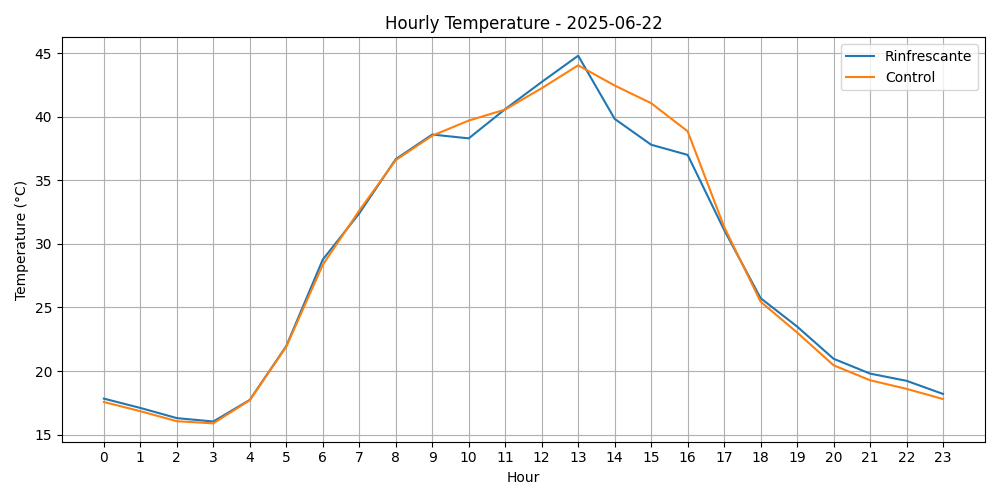 Hourly Temperature - 2025-06-22
Rinfrescante
Control
Temperature (°C)
45
40
35
30
25
20
15
0 1 2 3 4 5 6 7 8 9 10 11 12 13 14 15 16 17 18 19 20 21 22 23
Hour